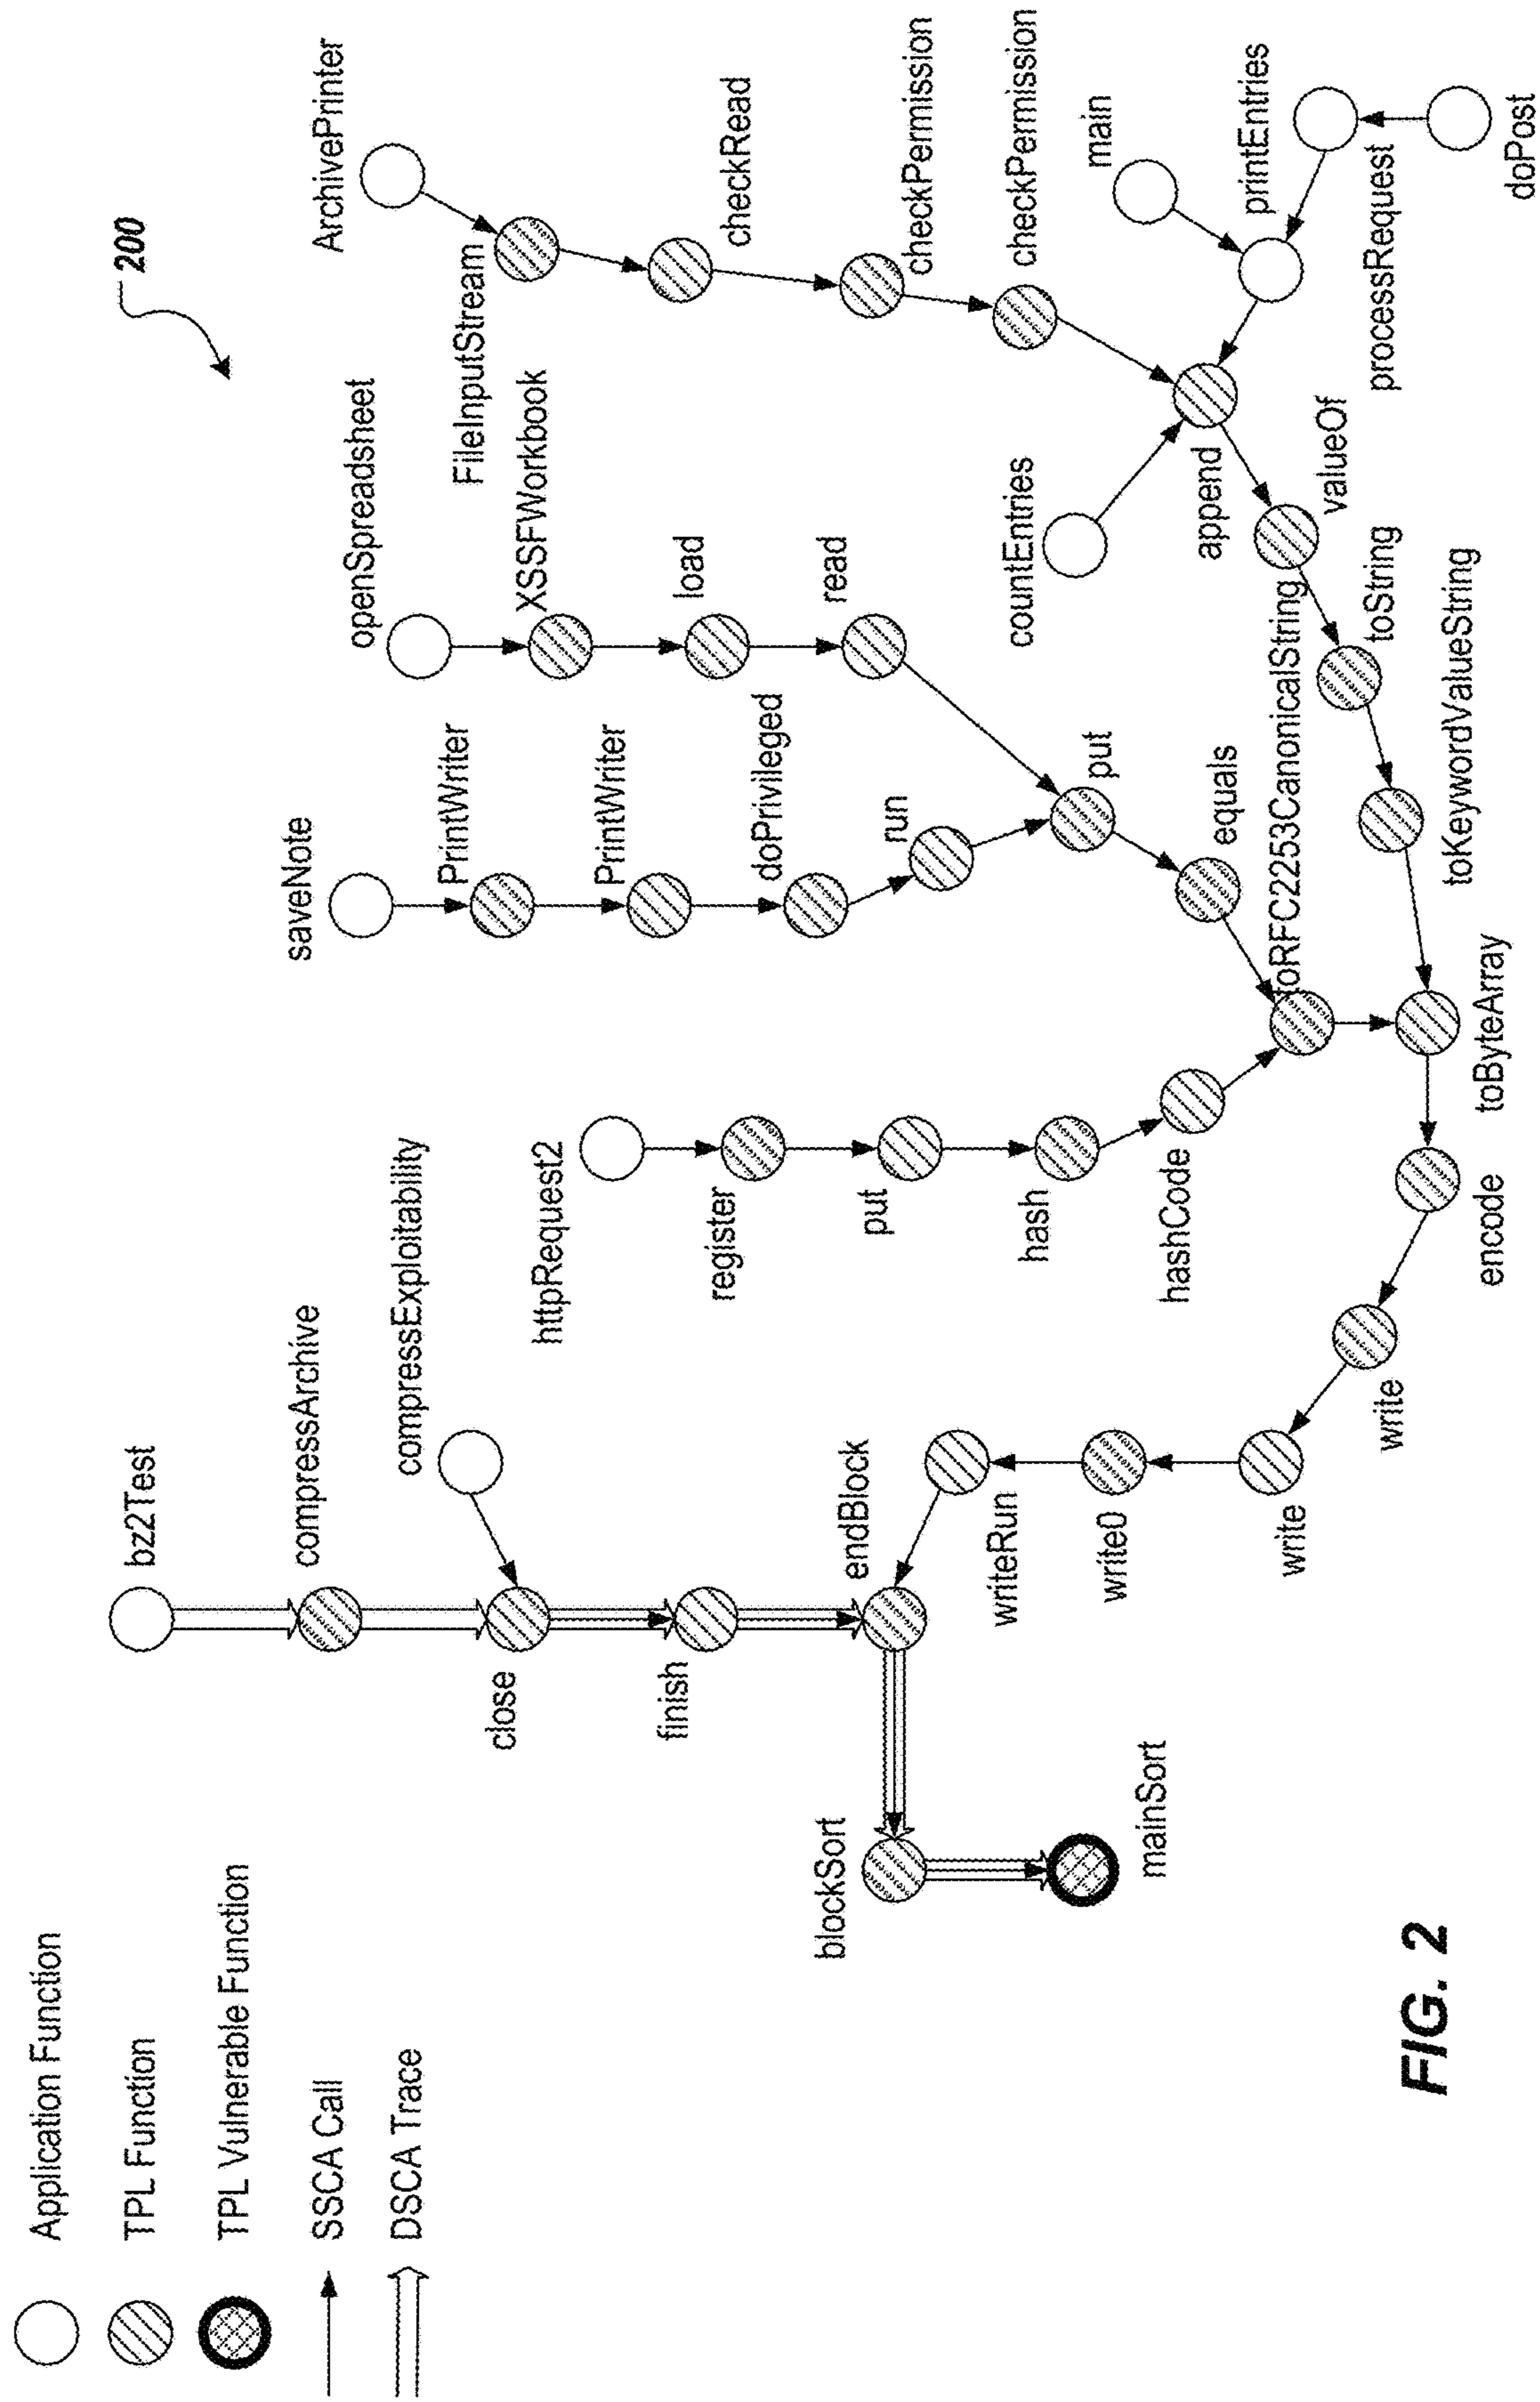 Application Function
TPL Function
TPL Vulnerable Function
SSCA Call
DSCA Trace
200
bz2Test
compressArchive
compressExploitability
close
finish
endBlock
blockSort
mainSort
httpRequest2
register
put
hash
hashCode
writeRun
write0
write
write
encode
toByteArray
saveNote
PrintWriter
PrintWriter
doPrivileged
run
put
equals
toRFC2253CanonicalString
openSpreadsheet
XSSFWorkbook
load
read
toKeywordValueString
toString
valueOf
append
countEntries
ArchivePrinter
FileInputStream
checkRead
checkPermission
checkPermission
main
printEntries
processRequest
doPost
FIG. 2